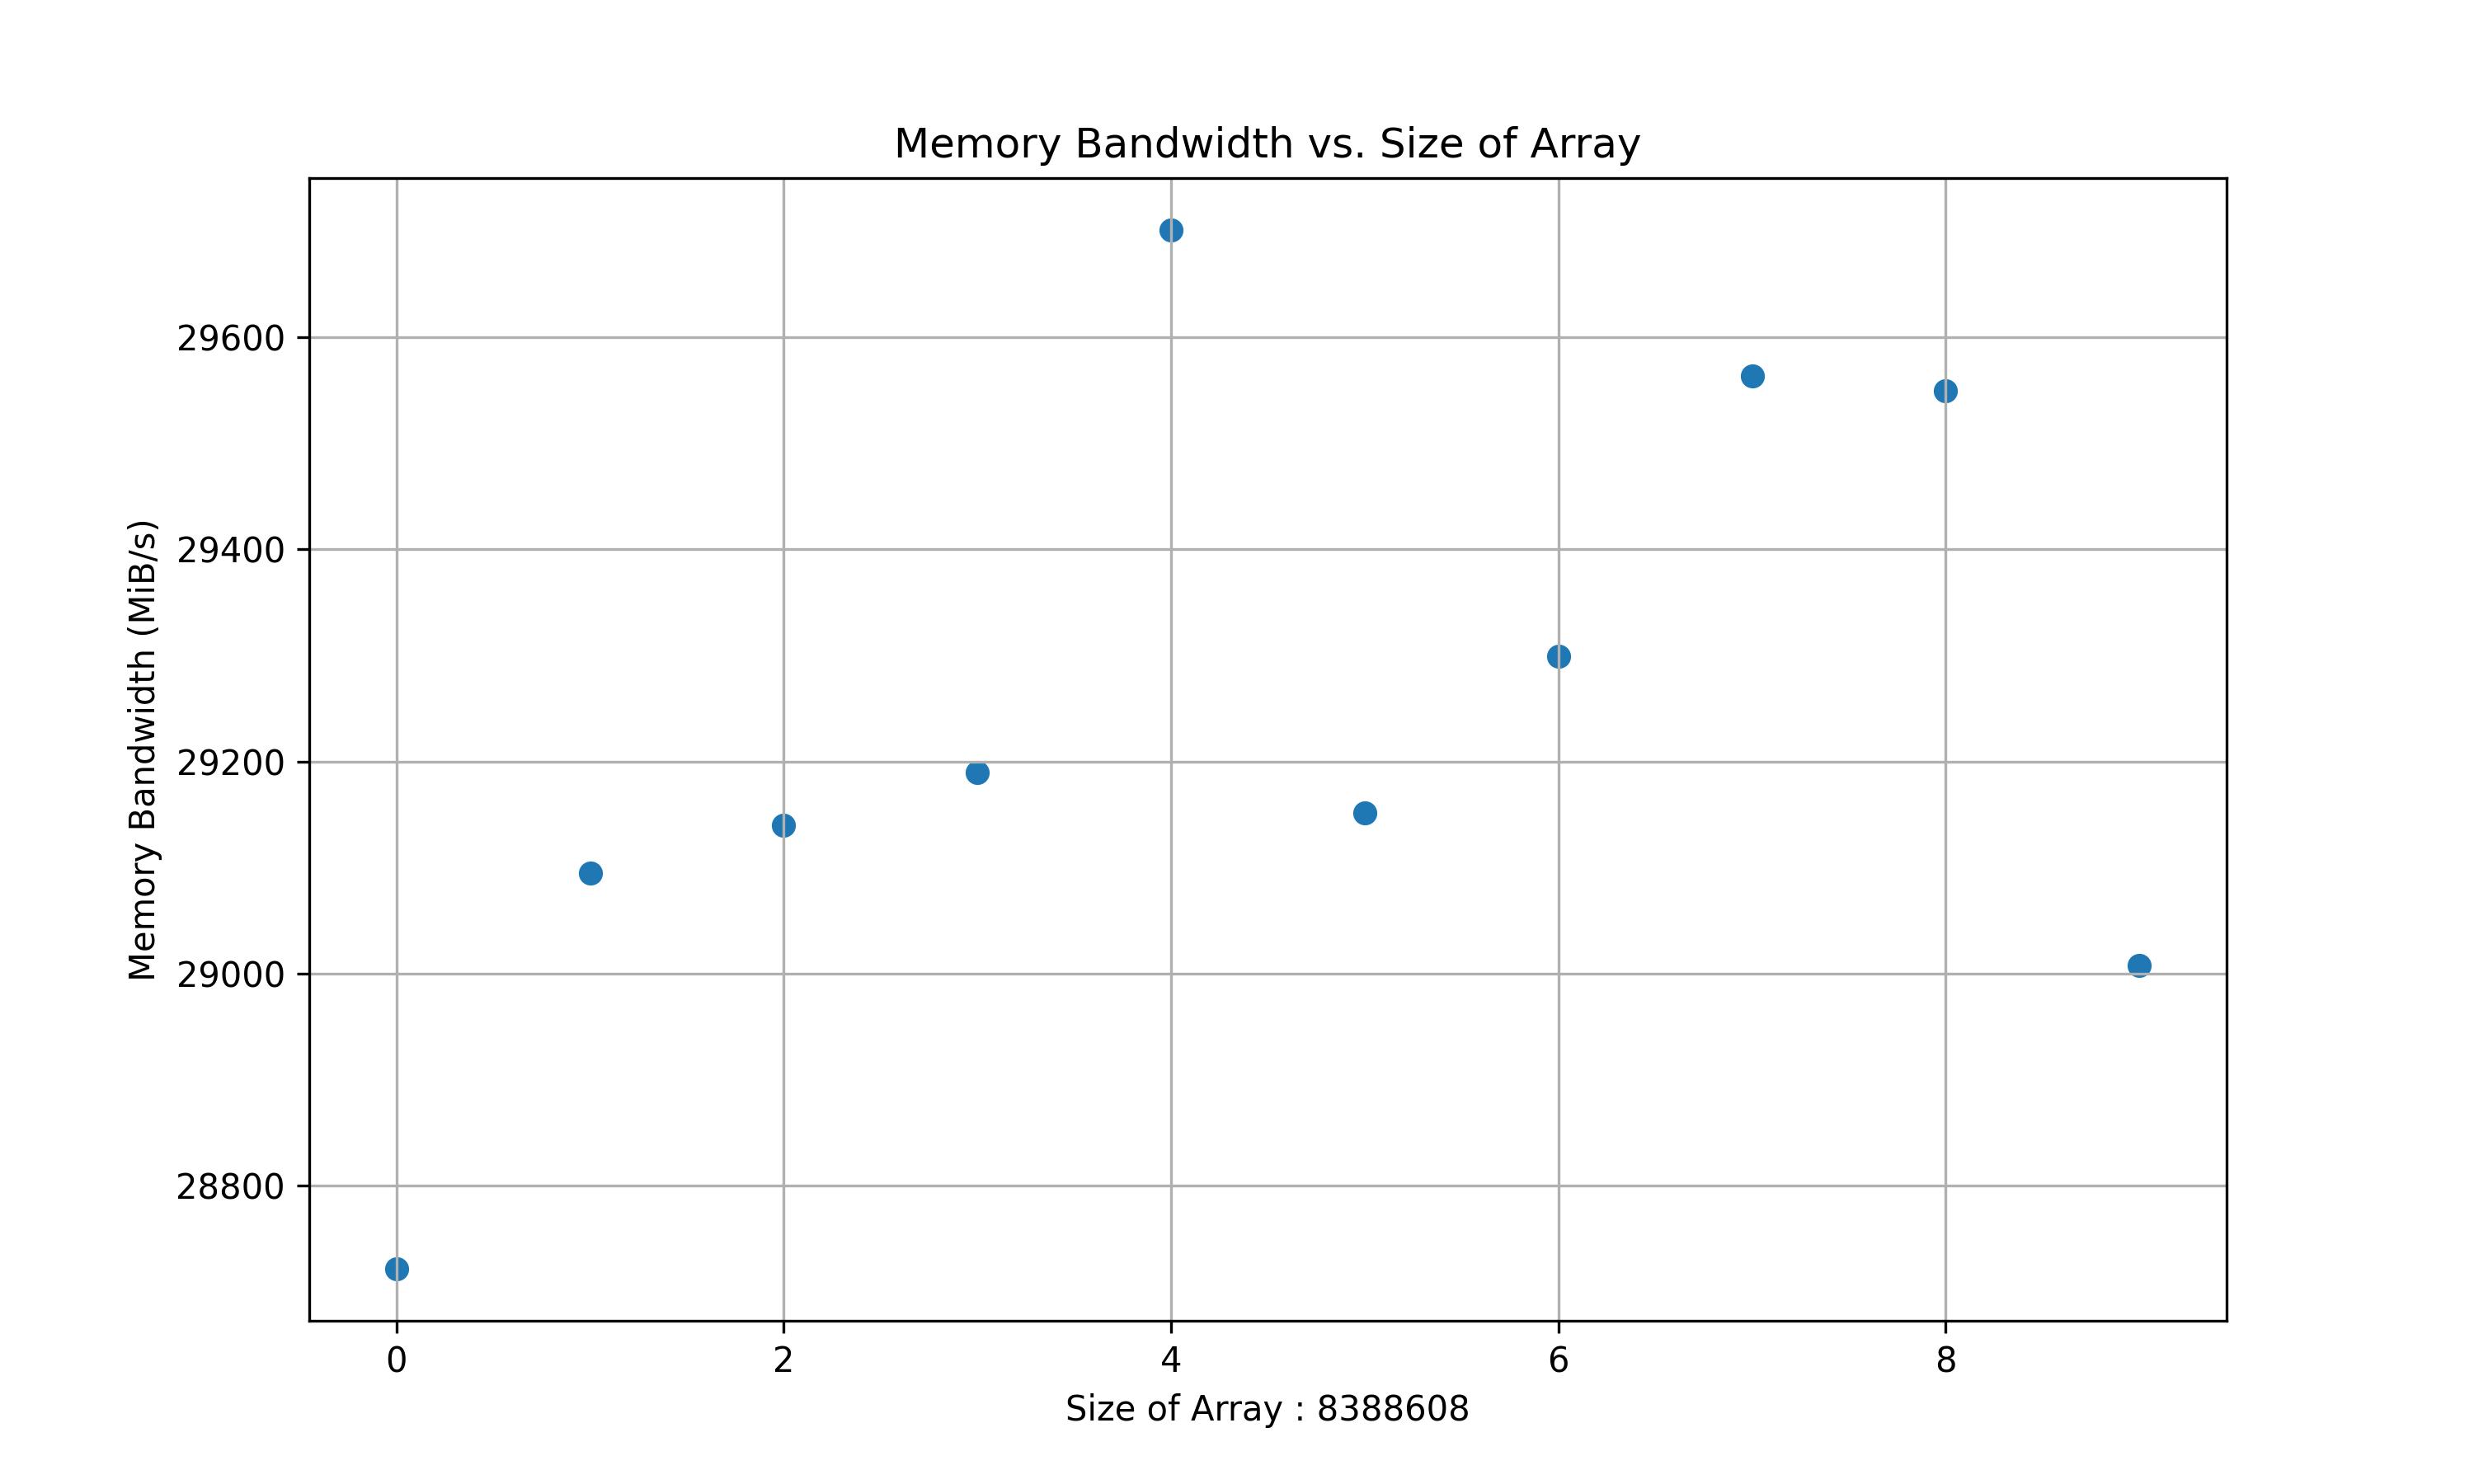 Memory Bandwidth vs. Size of Array
Memory Bandwidth (MiB/s)
29600
29400
29200
29000
28800
0 2 4 6 8
Size of Array : 8388608